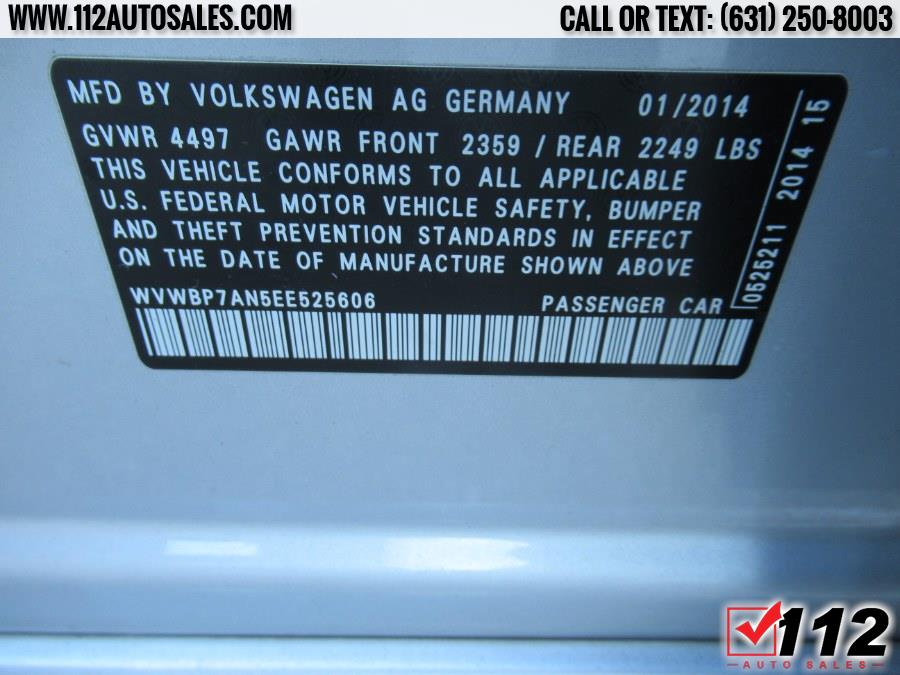 WWW.112AUTOSALES.COM
CALL OR TEXT: (631) 250-8003
MFD BY VOLKSWAGEN AG GERMANY 01/2014
GVWR 4497 GAWR FRONT 2359 / REAR 2249 LBS
THIS VEHICLE CONFORMS TO ALL APPLICABLE
U.S. FEDERAL MOTOR VEHICLE SAFETY, BUMPER
AND THEFT PREVENTION STANDARDS IN EFFECT
ON THE DATE OF MANUFACTURE SHOWN ABOVE
WVWBP7AN5EE525606 PASSENGER CAR
0525211 2014 15
112
AUTO SALES